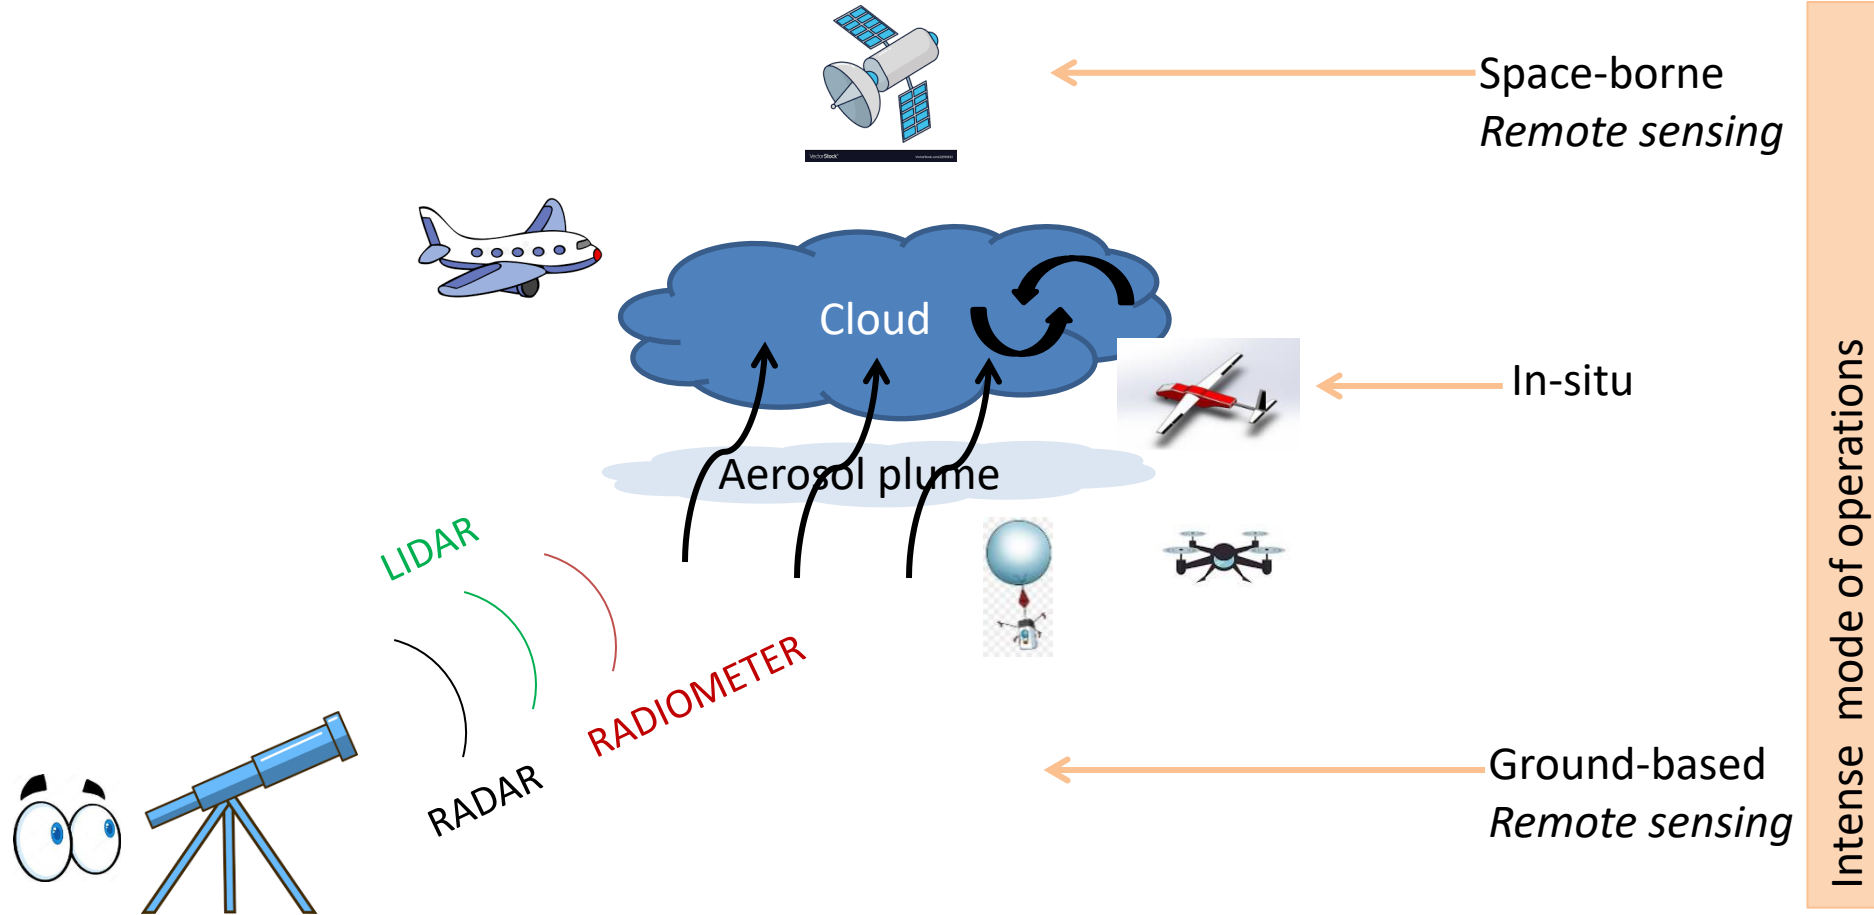 Space-borne
Remote sensing
VectorStock
Cloud
In-situ
Aerosol plume
LIDAR
RADIOMETER
RADAR
Ground-based
Remote sensing
Intense mode of operations